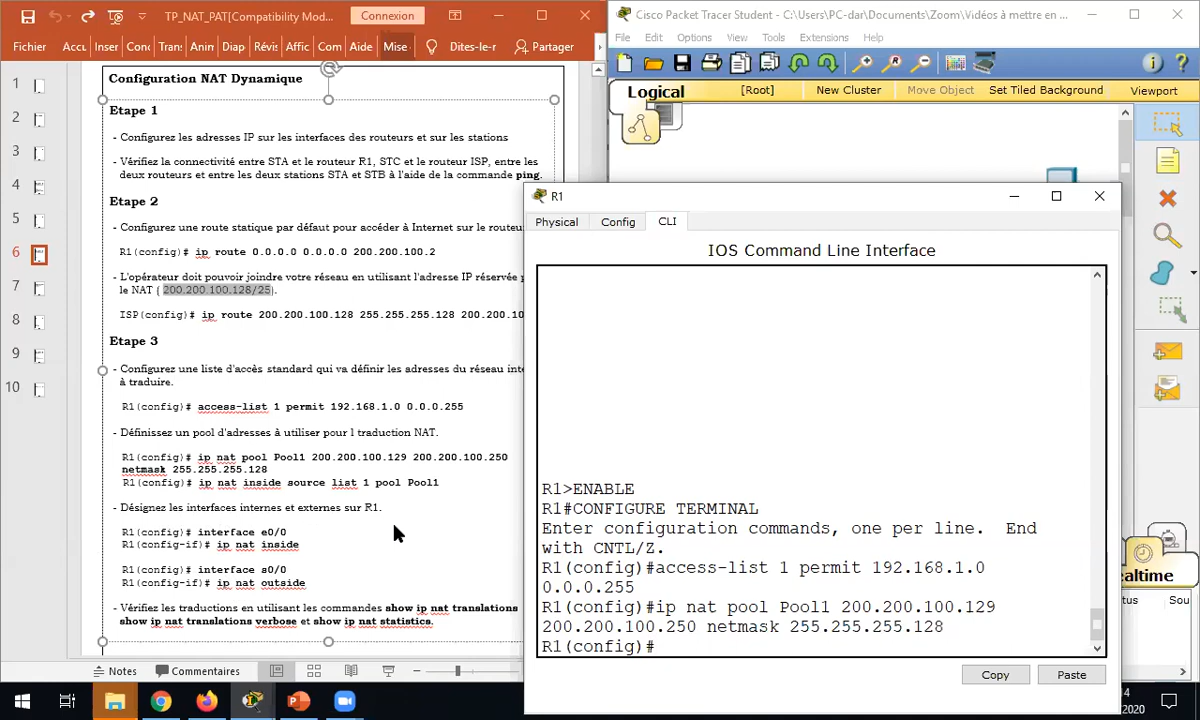 TP_NAT_PAT[Compatibility Mod...
Connexion
Fichier
Accu
Inser
Conc
Tran:
Anin
Diap
Révis
Affic
Com
Aide
Mise
Dites-le-r
Partager
1
2
3
4
5
6
7
8
9
10
Configuration NAT Dynamique
Etape 1
- Configurez les adresses IP sur les interfaces des routeurs et sur les stations
- Vérifiez la connectivité entre STA et le routeur R1, STC et le routeur ISP, entre les
deux routeurs et entre les deux stations STA et STB à l'aide de la commande ping.
Etape 2
- Configurez une route statique par défaut pour accéder à Internet sur le routeu
R1(config)# ip route 0.0.0.0 0.0.0.0 200.200.100.2
- L'opérateur doit pouvoir joindre votre réseau en utilisant l'adresse IP réservée p
le NAT ( 200.200.100.128/25).
ISP(config)# ip route 200.200.100.128 255.255.255.128 200.200.10
Etape 3
- Configurez une liste d'accès standard qui va définir les adresses du réseau inte
à traduire.
R1(config)# access-list 1 permit 192.168.1.0 0.0.0.255
- Définissez un pool d'adresses à utiliser pour l traduction NAT.
R1(config)# ip nat pool Pool1 200.200.100.129 200.200.100.250
netmask 255.255.255.128
R1(config)# ip nat inside source list 1 pool Pool1
- Désignez les interfaces internes et externes sur R1.
R1(config)# interface e0/0
R1(config-if)# ip nat inside
R1(config)# interface s0/0
R1(config-if)# ip nat outside
- Vérifiez les traductions en utilisant les commandes show ip nat translations
show ip nat translations verbose et show ip nat statistics.
Notes
Commentaires
Cisco Packet Tracer Student - C:\Users\PC-dar\Documents\Zoom\Vidéos à mettre en ...
File Edit Options View Tools Extensions Help
Logical
[Root]
New Cluster
Move Object
Set Tiled Background
Viewport
R1
Physical
Config
CLI
IOS Command Line Interface
R1>ENABLE
R1#CONFIGURE TERMINAL
Enter configuration commands, one per line. End
with CNTL/Z.
R1(config)#access-list 1 permit 192.168.1.0
0.0.0.255
R1(config)#ip nat pool Pool1 200.200.100.129
200.200.100.250 netmask 255.255.255.128
R1(config)#
Copy
Paste
ealtime
tus
Sou
14
2020